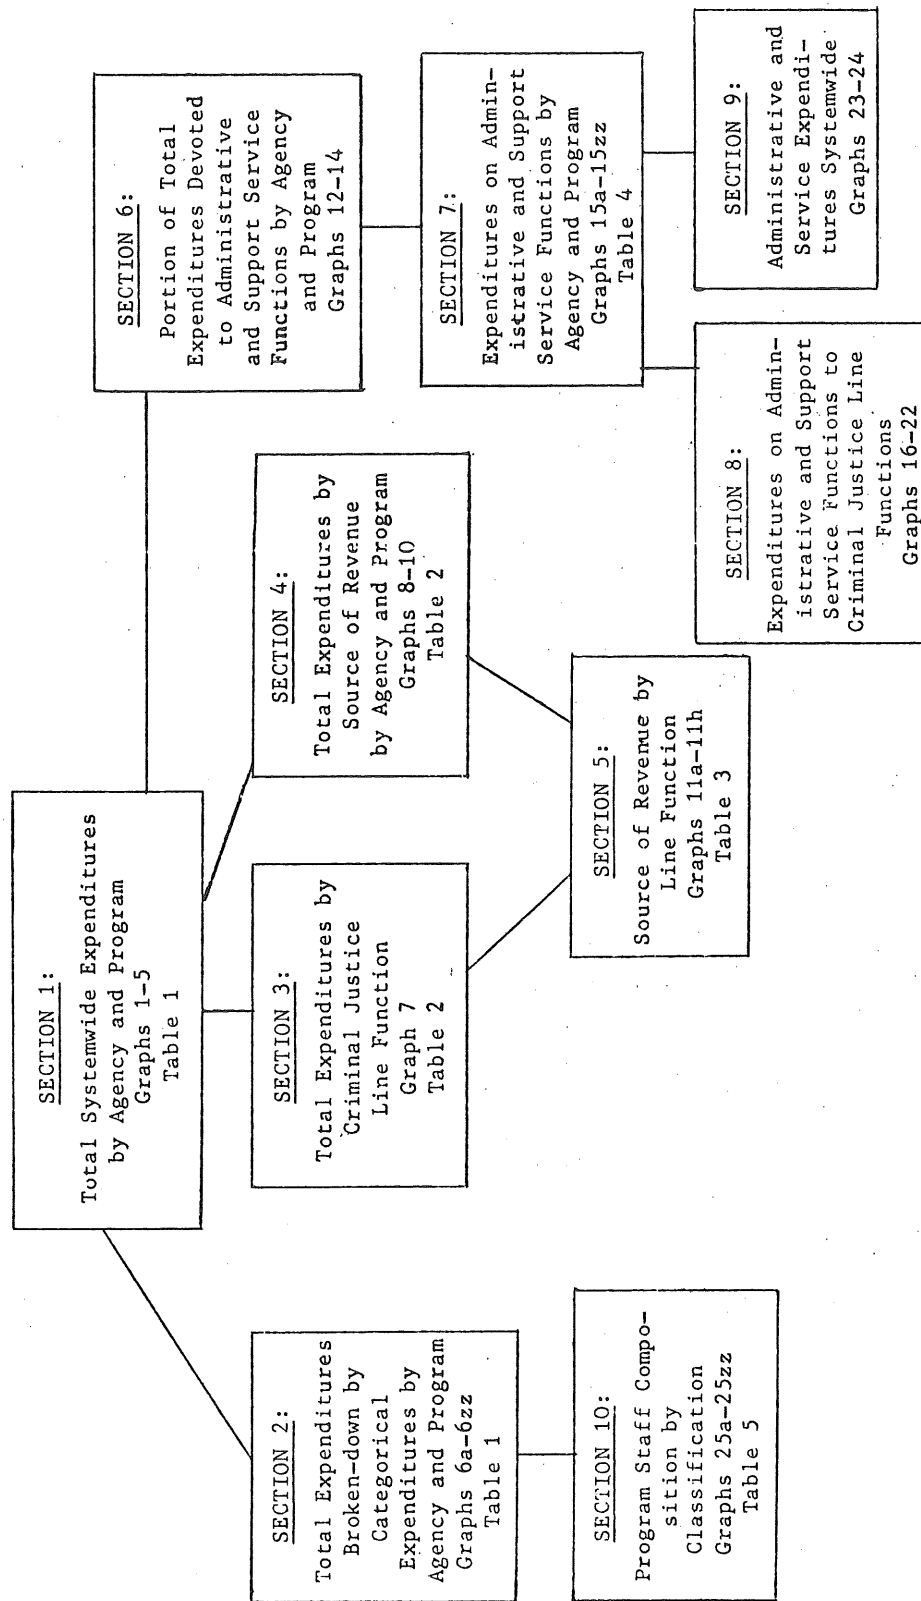 SECTION 1:
Total Systemwide Expenditures
by Agency and Program
Graphs 1-5
Table 1
SECTION 2:
Total Expenditures
Broken-down by
Categorical
Expenditures by
Agency and Program
Graphs 6a-6zz
Table 1
SECTION 3:
Total Expenditures by
Criminal Justice
Line Function
Graph 7
Table 2
SECTION 4:
Total Expenditures by
Source of Revenue
by Agency and Program
Graphs 8-10
Table 2
SECTION 6:
Portion of Total
Expenditures Devoted
to Administrative
and Support Service
Functions by Agency
and Program
Graphs 12-14
SECTION 10:
Program Staff Compo-
sition by
Classification
Graphs 25a-25zz
Table 5
SECTION 5:
Source of Revenue by
Line Function
Graphs 11a-11h
Table 3
SECTION 7:
Expenditures on Admin-
istrative and Support
Service Functions by
Agency and Program
Graphs 15a-15zz
Table 4
SECTION 8:
Expenditures on Admin-
istrative and Support
Service Functions to
Criminal Justice Line
Functions
Graphs 16-22
SECTION 9:
Administrative and
Service Expendi-
tures Systemwide
Graphs 23-24